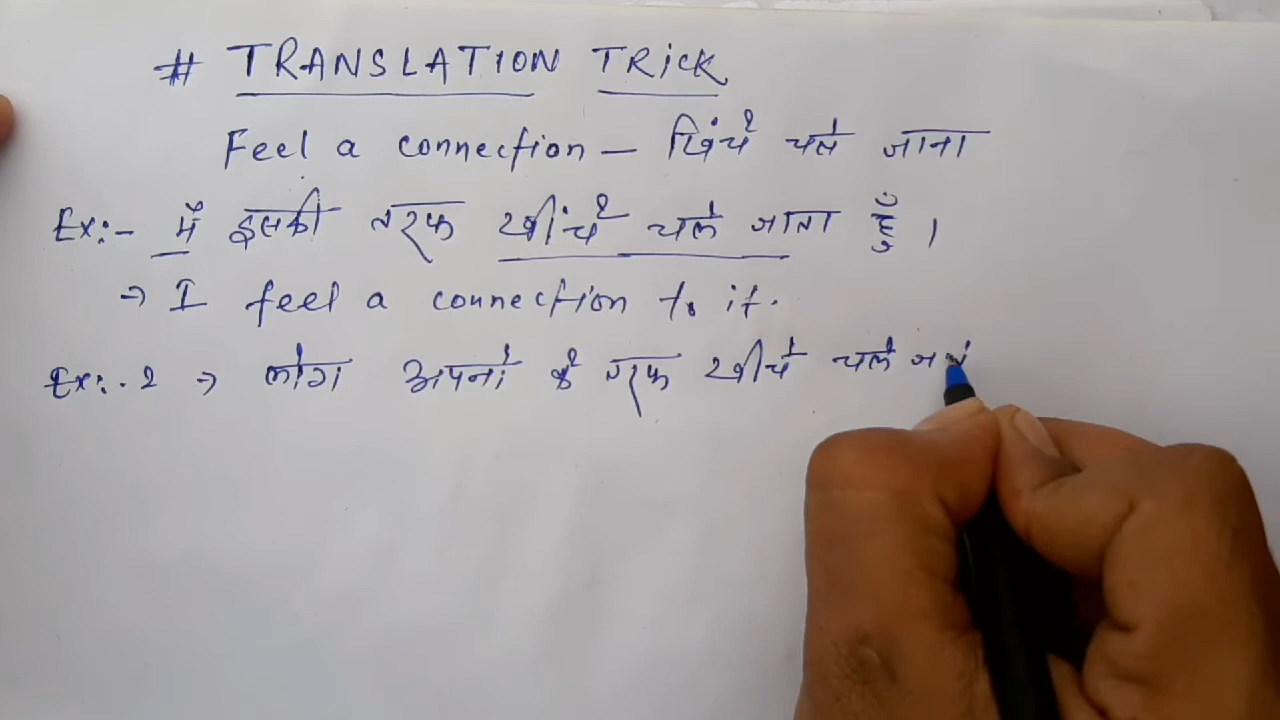 # TRANSLATION TRICK
Feel a connection – खिंचे चले जाना
Ex:- मैं इसकी तरफ खींचे चले जाता हूँ ।
→ I feel a connection to it.
Ex:. 2 → लोग अपनों के तरफ खींचे चले